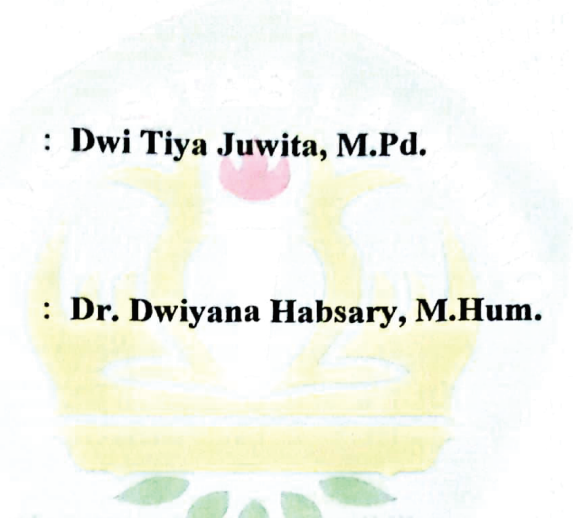 : Dwi Tiya Juwita, M.Pd.
: Dr. Dwiyana Habsary, M.Hum.